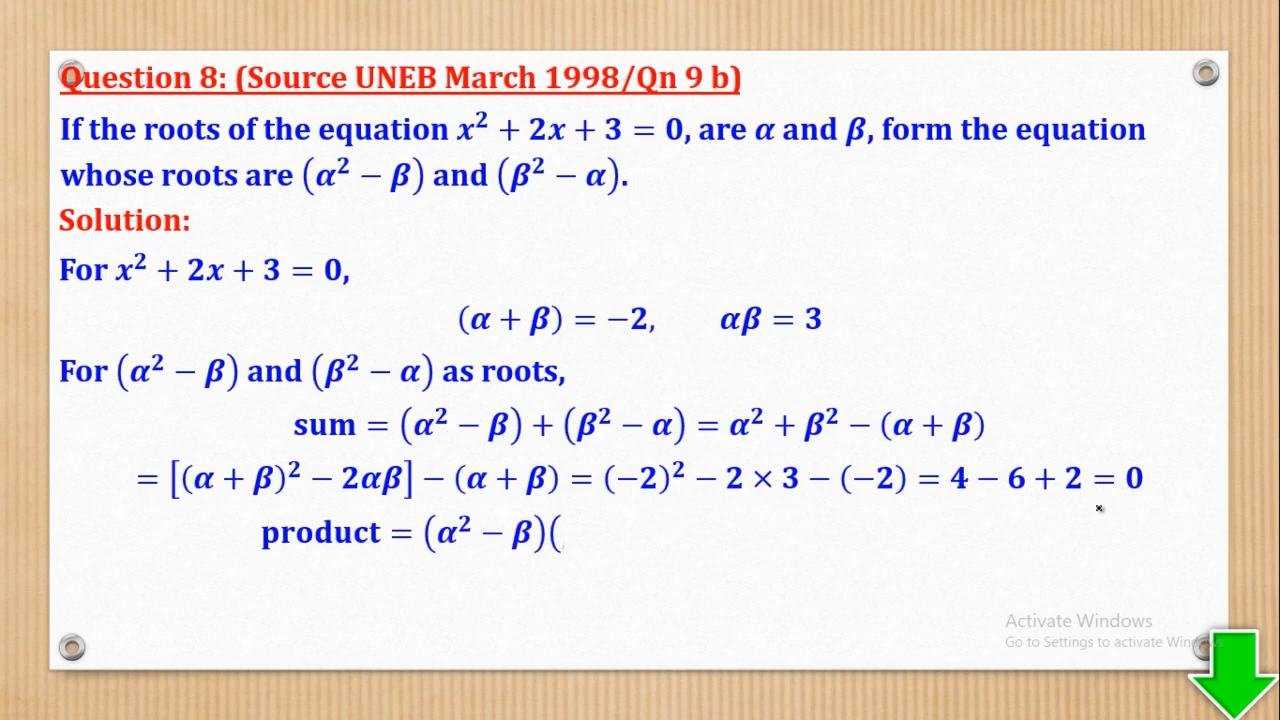 Question 8: (Source UNEB March 1998/Qn 9 b)
If the roots of the equation x² + 2x + 3 = 0, are α and β, form the equation
whose roots are (α² − β) and (β² − α).
Solution:
For x² + 2x + 3 = 0,
(α + β) = −2, αβ = 3
For (α² − β) and (β² − α) as roots,
sum = (α² − β) + (β² − α) = α² + β² − (α + β)
= [(α + β)² − 2αβ] − (α + β) = (−2)² − 2 × 3 − (−2) = 4 − 6 + 2 = 0
product = (α² − β)(
Activate Windows
Go to Settings to activate Windows